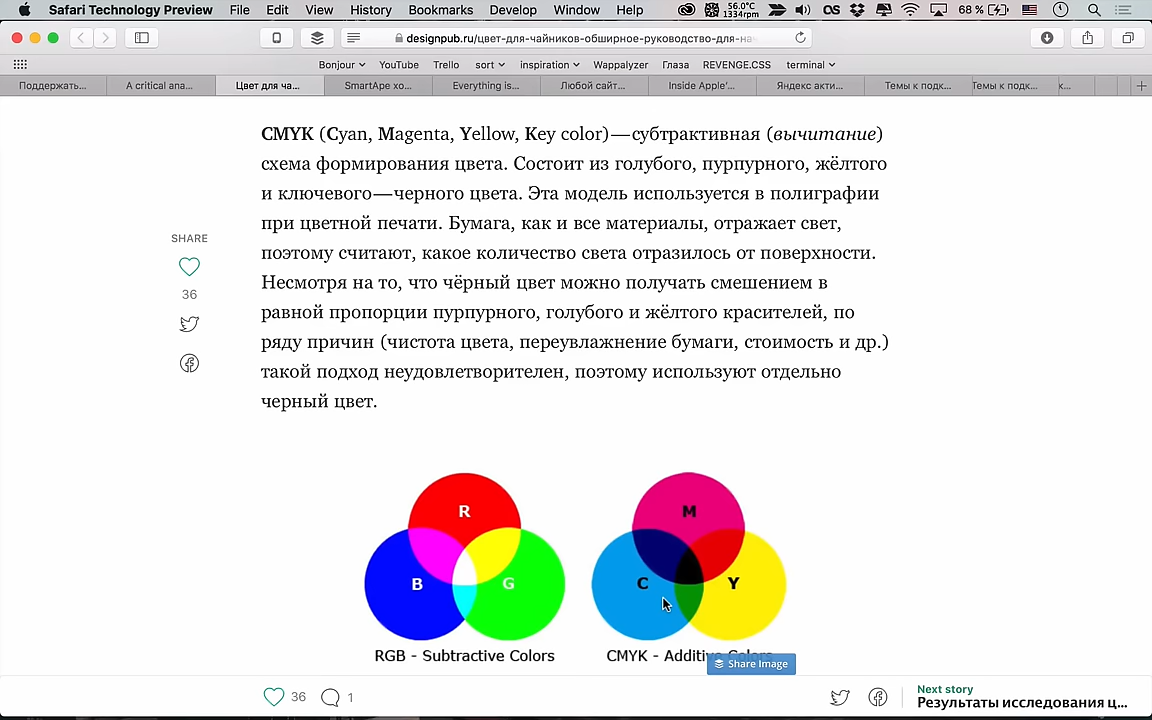 Safari Technology Preview File Edit View History Bookmarks Develop Window Help 56.0°C 1334rpm 68 %
designpub.ru/цвет-для-чайников-обширное-руководство-для-на
Bonjour YouTube Trello sort inspiration Wappalyzer Глаза REVENGE.CSS terminal
Поддержать... A critical ana... Цвет для ча... SmartApe хо... Everything is... Любой сайт... Inside Apple'... Яндекс акти... Темы к подк... Темы к подк... к...
CMYK (Cyan, Magenta, Yellow, Key color)—субтрактивная (вычитание)
схема формирования цвета. Состоит из голубого, пурпурного, жёлтого
и ключевого—черного цвета. Эта модель используется в полиграфии
при цветной печати. Бумага, как и все материалы, отражает свет,
поэтому считают, какое количество света отразилось от поверхности.
Несмотря на то, что чёрный цвет можно получать смешением в
равной пропорции пурпурного, голубого и жёлтого красителей, по
ряду причин (чистота цвета, переувлажнение бумаги, стоимость и др.)
такой подход неудовлетворителен, поэтому используют отдельно
черный цвет.
SHARE
36
R M
B G C Y
RGB - Subtractive Colors CMYK - Additive Colors
Share Image
36 1
Next story
Результаты исследования ц...